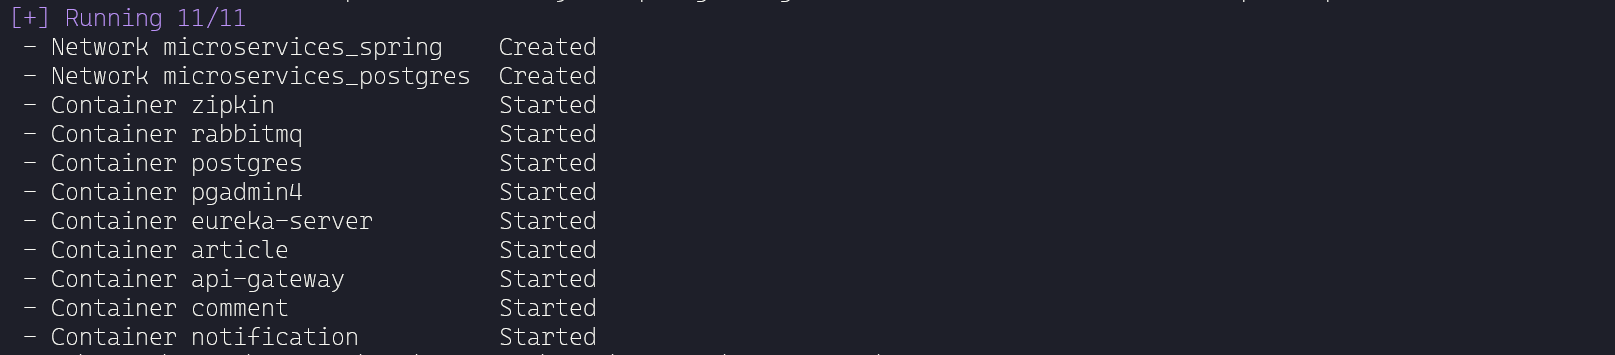 [+] Running 11/11
- Network microservices_spring Created
- Network microservices_postgres Created
- Container zipkin Started
- Container rabbitmq Started
- Container postgres Started
- Container pgadmin4 Started
- Container eureka-server Started
- Container article Started
- Container api-gateway Started
- Container comment Started
- Container notification Started